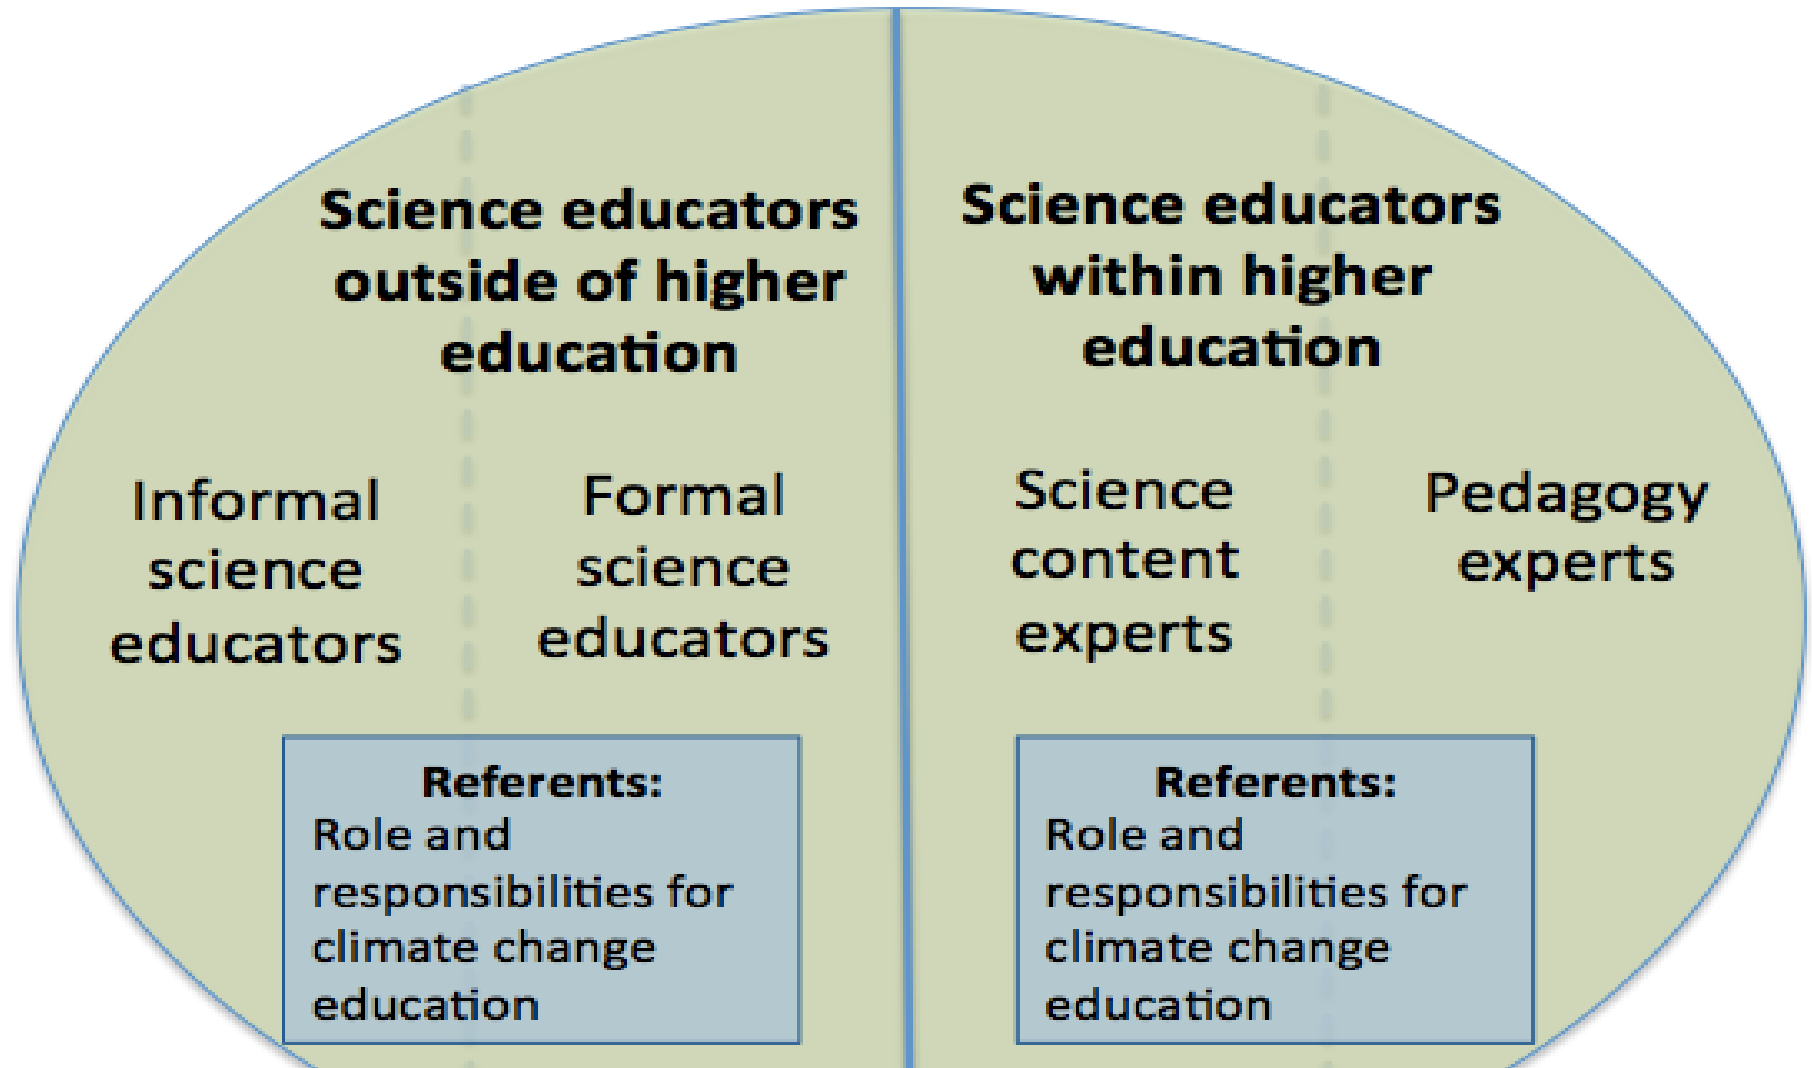 Science educators
outside of higher
education
Informal
science
educators
Formal
science
educators
Referents:
Role and
responsibilities for
climate change
education
Science educators
within higher
education
Science
content
experts
Pedagogy
experts
Referents:
Role and
responsibilities for
climate change
education